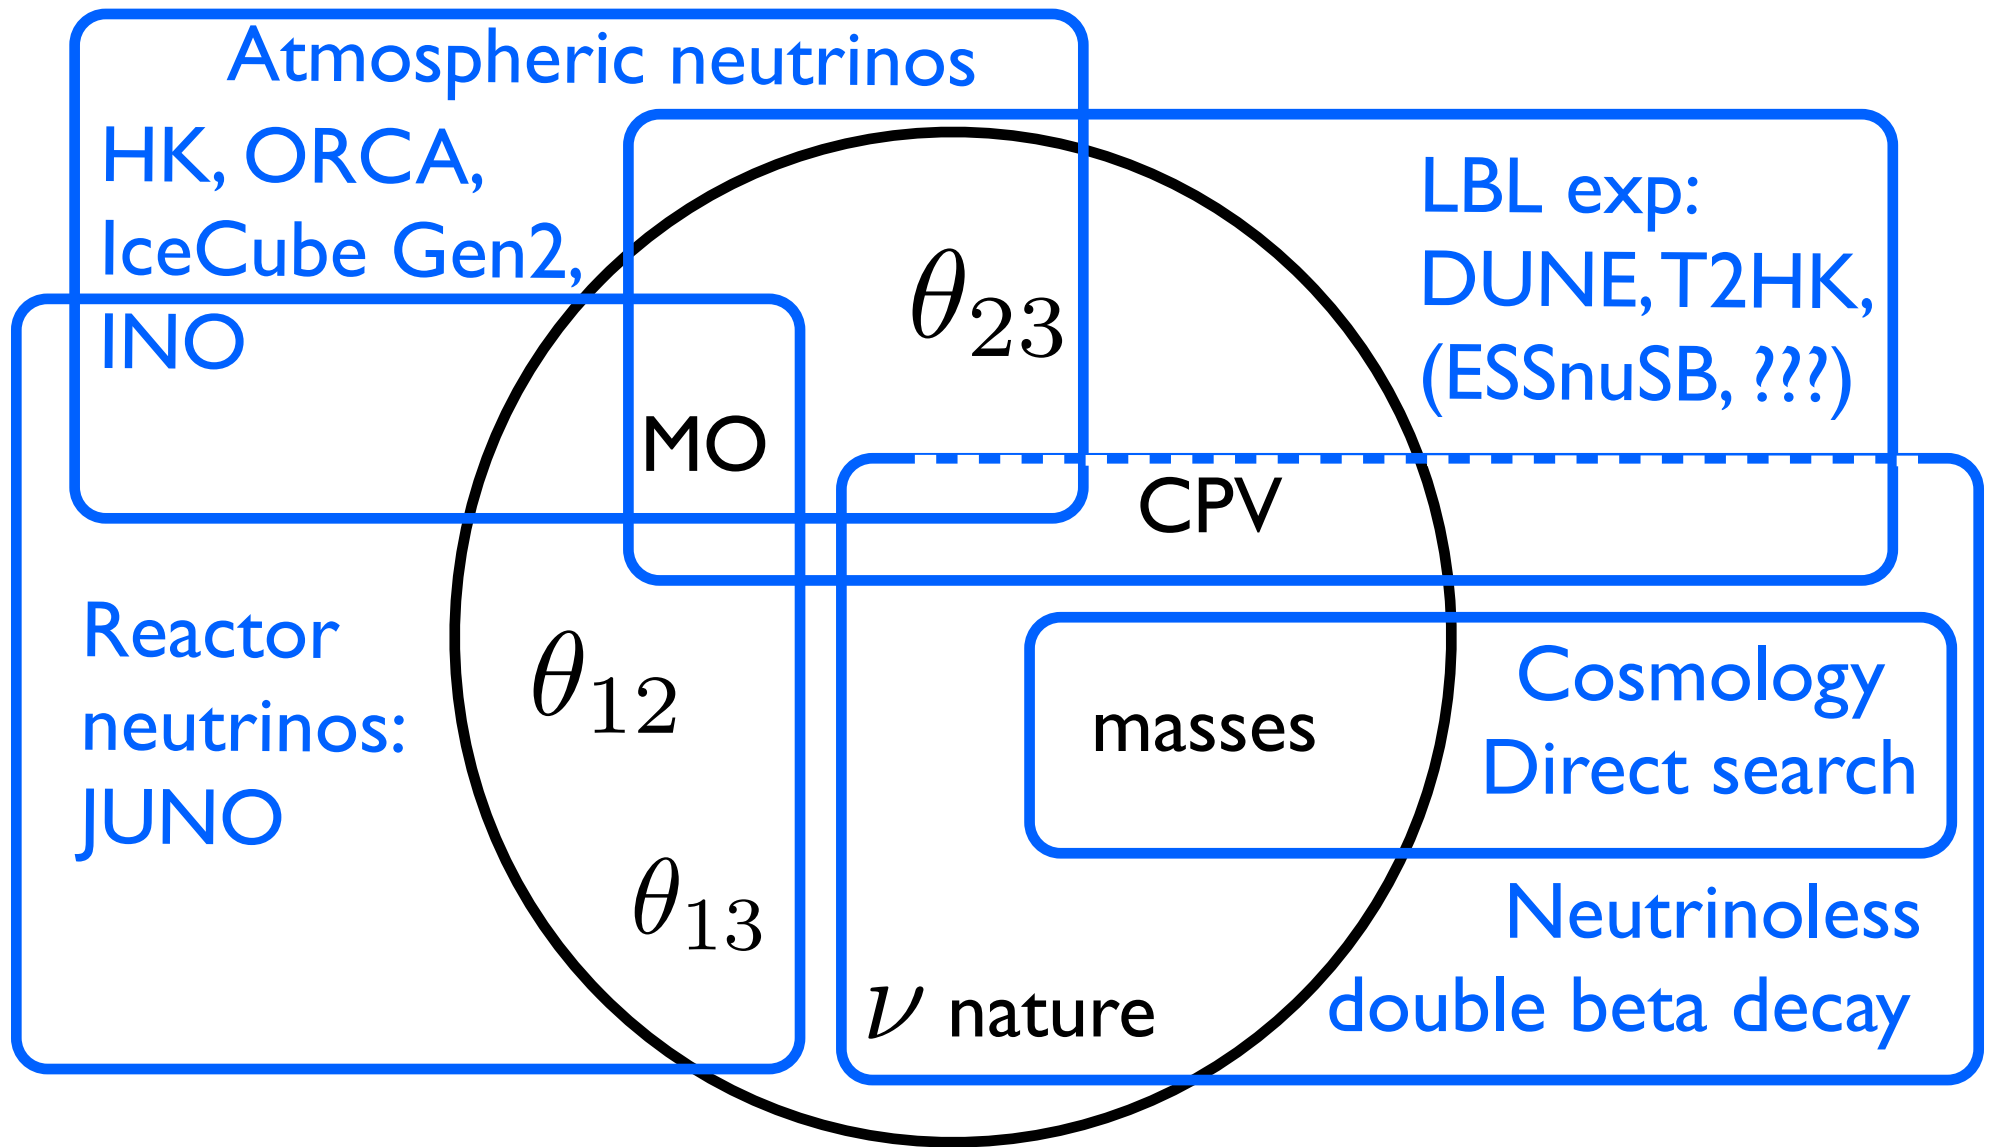 Atmospheric neutrinos
HK, ORCA,
IceCube Gen2,
INO
LBL exp:
DUNE, T2HK,
(ESSnuSB, ???)
θ₂₃
MO
CPV
Reactor
neutrinos:
JUNO
θ₁₂
θ₁₃
masses
Cosmology
Direct search
Neutrinoless
double beta decay
ν nature